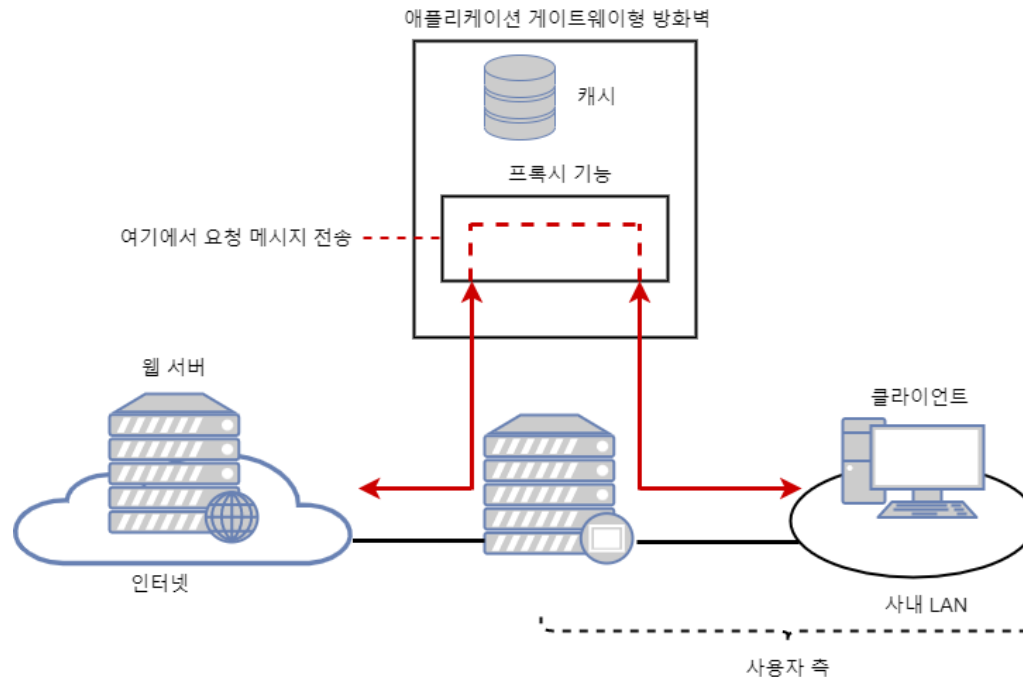 애플리케이션 게이트웨이형 방화벽
캐시
프록시 기능
여기에서 요청 메시지 전송
웹 서버
클라이언트
인터넷
사내 LAN
사용자 측